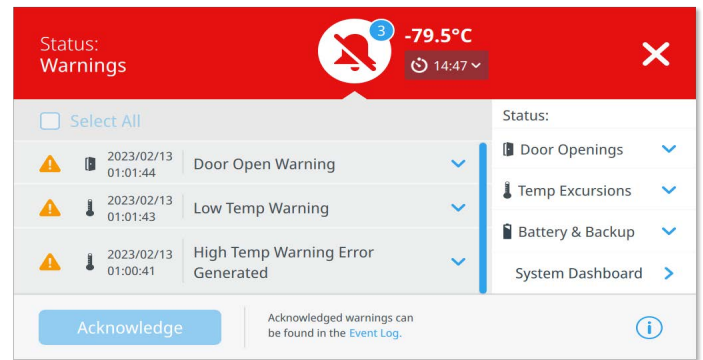 Status:
Warnings
3
-79.5°C
14:47
Select All
Status:
2023/02/13
01:01:44
Door Open Warning
2023/02/13
01:01:43
Low Temp Warning
2023/02/13
01:00:41
High Temp Warning Error
Generated
Door Openings
Temp Excursions
Battery & Backup
System Dashboard
Acknowledge
Acknowledged warnings can
be found in the Event Log.
i